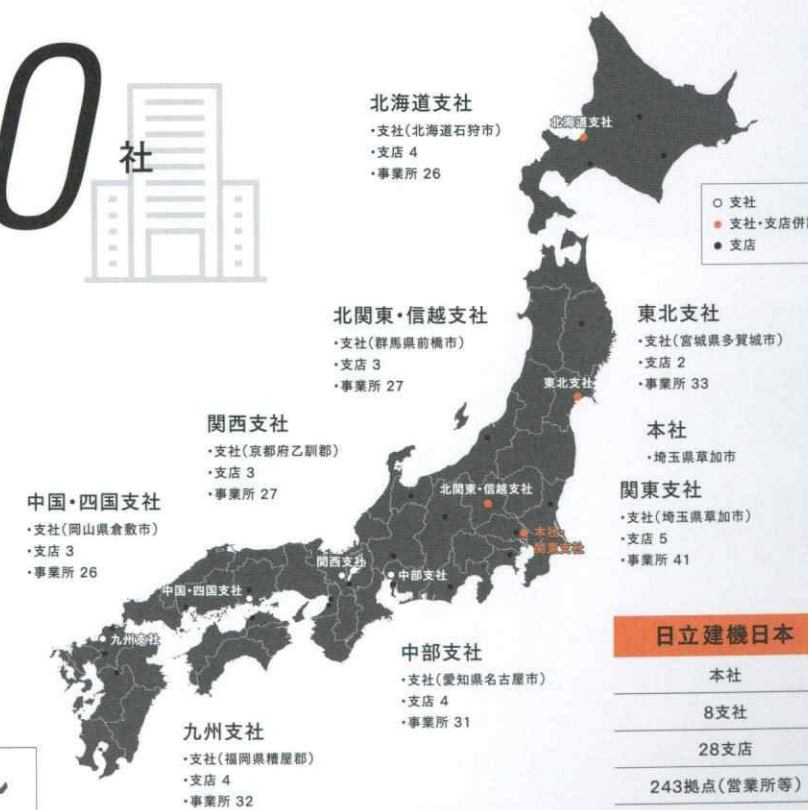 0社
北海道支社
・支社(北海道石狩市)
・支店 4
・事業所 26
北海道支社
○ 支社
● 支社・支店併
● 支店
北関東・信越支社
・支社(群馬県前橋市)
・支店 3
・事業所 27
東北支社
・支社(宮城県多賀城市)
・支店 2
・事業所 33
東北支社
本社
・埼玉県草加市
関西支社
・支社(京都府乙訓郡)
・支店 3
・事業所 27
関東支社
・支社(埼玉県草加市)
・支店 5
・事業所 41
中国・四国支社
・支社(岡山県倉敷市)
・支店 3
・事業所 26
北関東・信越支社
本社・
関東支社
関西支社
中部支社
中国・四国支社
九州支社
中部支社
・支社(愛知県名古屋市)
・支店 4
・事業所 31
九州支社
・支社(福岡県糟屋郡)
・支店 4
・事業所 32
日立建機日本
本社
8支社
28支店
243拠点(営業所等)